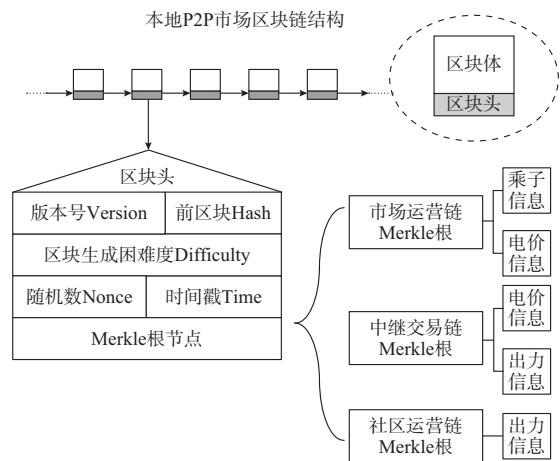 本地P2P市场区块链结构
区块体
区块头
区块头
版本号Version
前区块Hash
区块生成困难度Difficulty
随机数Nonce
时间戳Time
Merkle根节点
市场运营链
Merkle根
乘子
信息
电价
信息
中继交易链
Merkle根
电价
信息
出力
信息
社区运营链
Merkle根
出力
信息